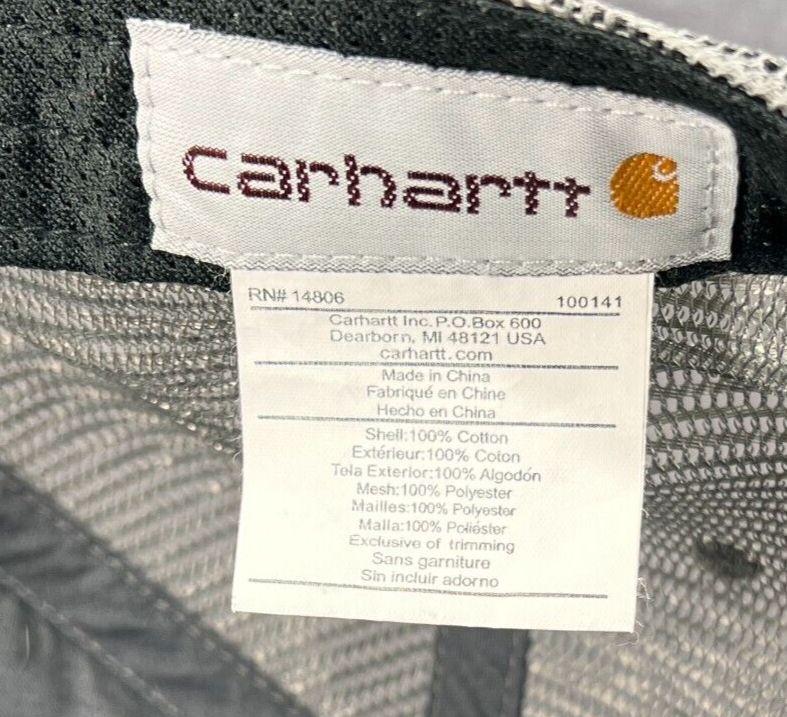 carhartt
RN# 14806 100141
Carhartt Inc. P.O.Box 600
Dearborn, MI 48121 USA
carhartt.com
Made in China
Fabriqué en Chine
Hecho en China
Shell:100% Cotton
Extérieur:100% Coton
Tela Exterior:100% Algodón
Mesh:100% Polyester
Mailles:100% Polyester
Malla:100% Poliéster
Exclusive of trimming
Sans garniture
Sin incluir adorno